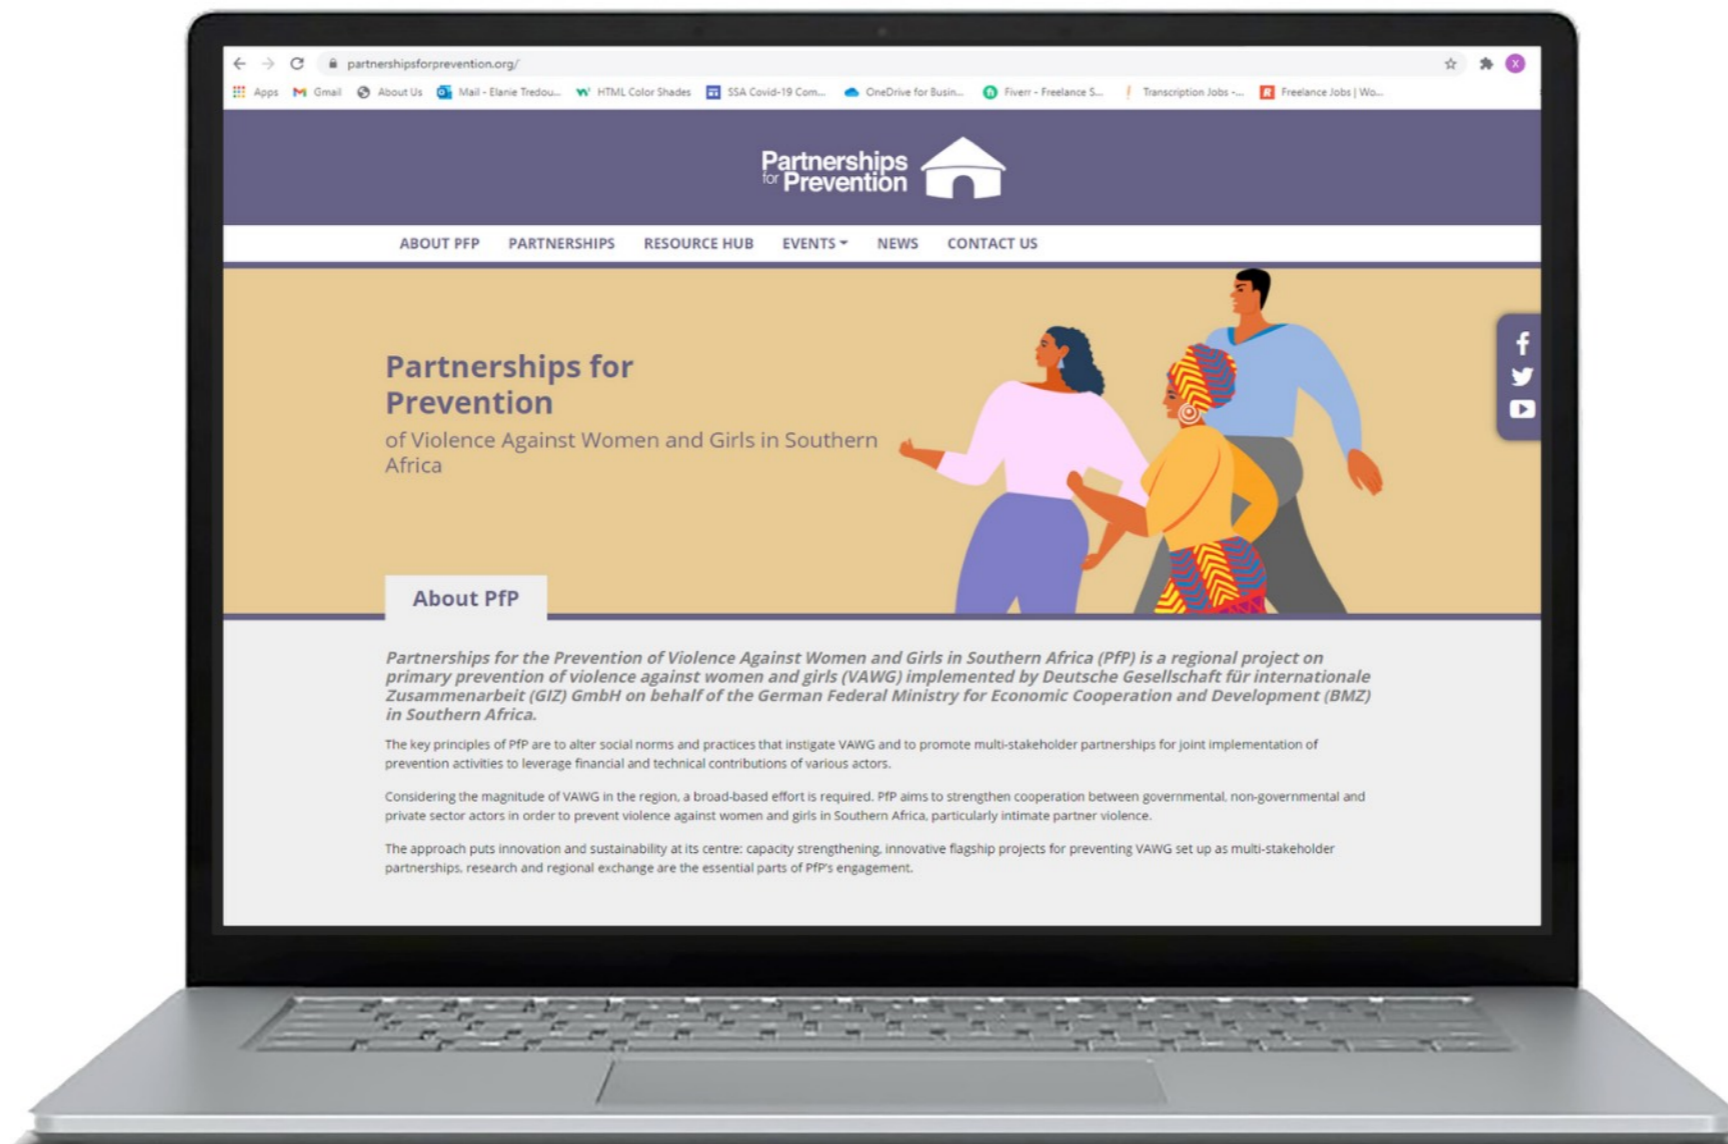 partnershipsforprevention.org/
X
Apps Gmail About Us Mail - Elanie Tredou... HTML Color Shades SSA Covid-19 Com... OneDrive for Busin... Fiverr - Freelance S... Transcription Jobs -... Freelance Jobs | Wo...
Partnerships
for Prevention
ABOUT PFP PARTNERSHIPS RESOURCE HUB EVENTS NEWS CONTACT US
Partnerships for
Prevention
of Violence Against Women and Girls in Southern
Africa
About PfP
Partnerships for the Prevention of Violence Against Women and Girls in Southern Africa (PfP) is a regional project on
primary prevention of violence against women and girls (VAWG) implemented by Deutsche Gesellschaft für internationale
Zusammenarbeit (GIZ) GmbH on behalf of the German Federal Ministry for Economic Cooperation and Development (BMZ)
in Southern Africa.
The key principles of PfP are to alter social norms and practices that instigate VAWG and to promote multi-stakeholder partnerships for joint implementation of
prevention activities to leverage financial and technical contributions of various actors.
Considering the magnitude of VAWG in the region, a broad-based effort is required. PfP aims to strengthen cooperation between governmental, non-governmental and
private sector actors in order to prevent violence against women and girls in Southern Africa, particularly intimate partner violence.
The approach puts innovation and sustainability at its centre: capacity strengthening, innovative flagship projects for preventing VAWG set up as multi-stakeholder
partnerships, research and regional exchange are the essential parts of PfP's engagement.